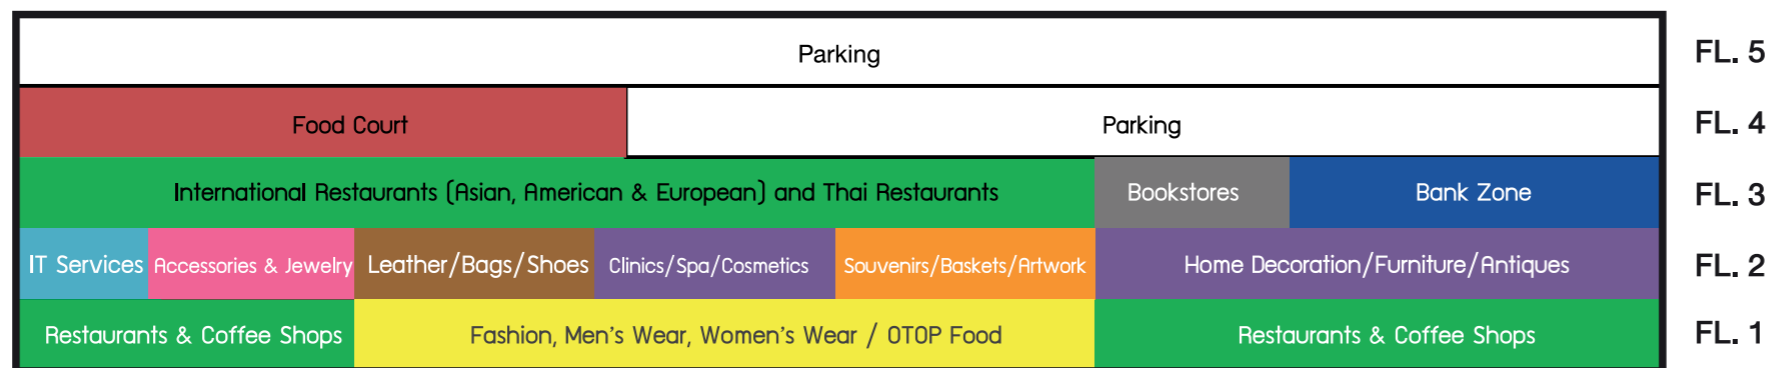 Parking FL. 5
Food Court Parking FL. 4
International Restaurants (Asian, American & European) and Thai Restaurants Bookstores Bank Zone FL. 3
IT Services Accessories & Jewelry Leather/Bags/Shoes Clinics/Spa/Cosmetics Souvenirs/Baskets/Artwork Home Decoration/Furniture/Antiques FL. 2
Restaurants & Coffee Shops Fashion, Men's Wear, Women's Wear / OTOP Food Restaurants & Coffee Shops FL. 1